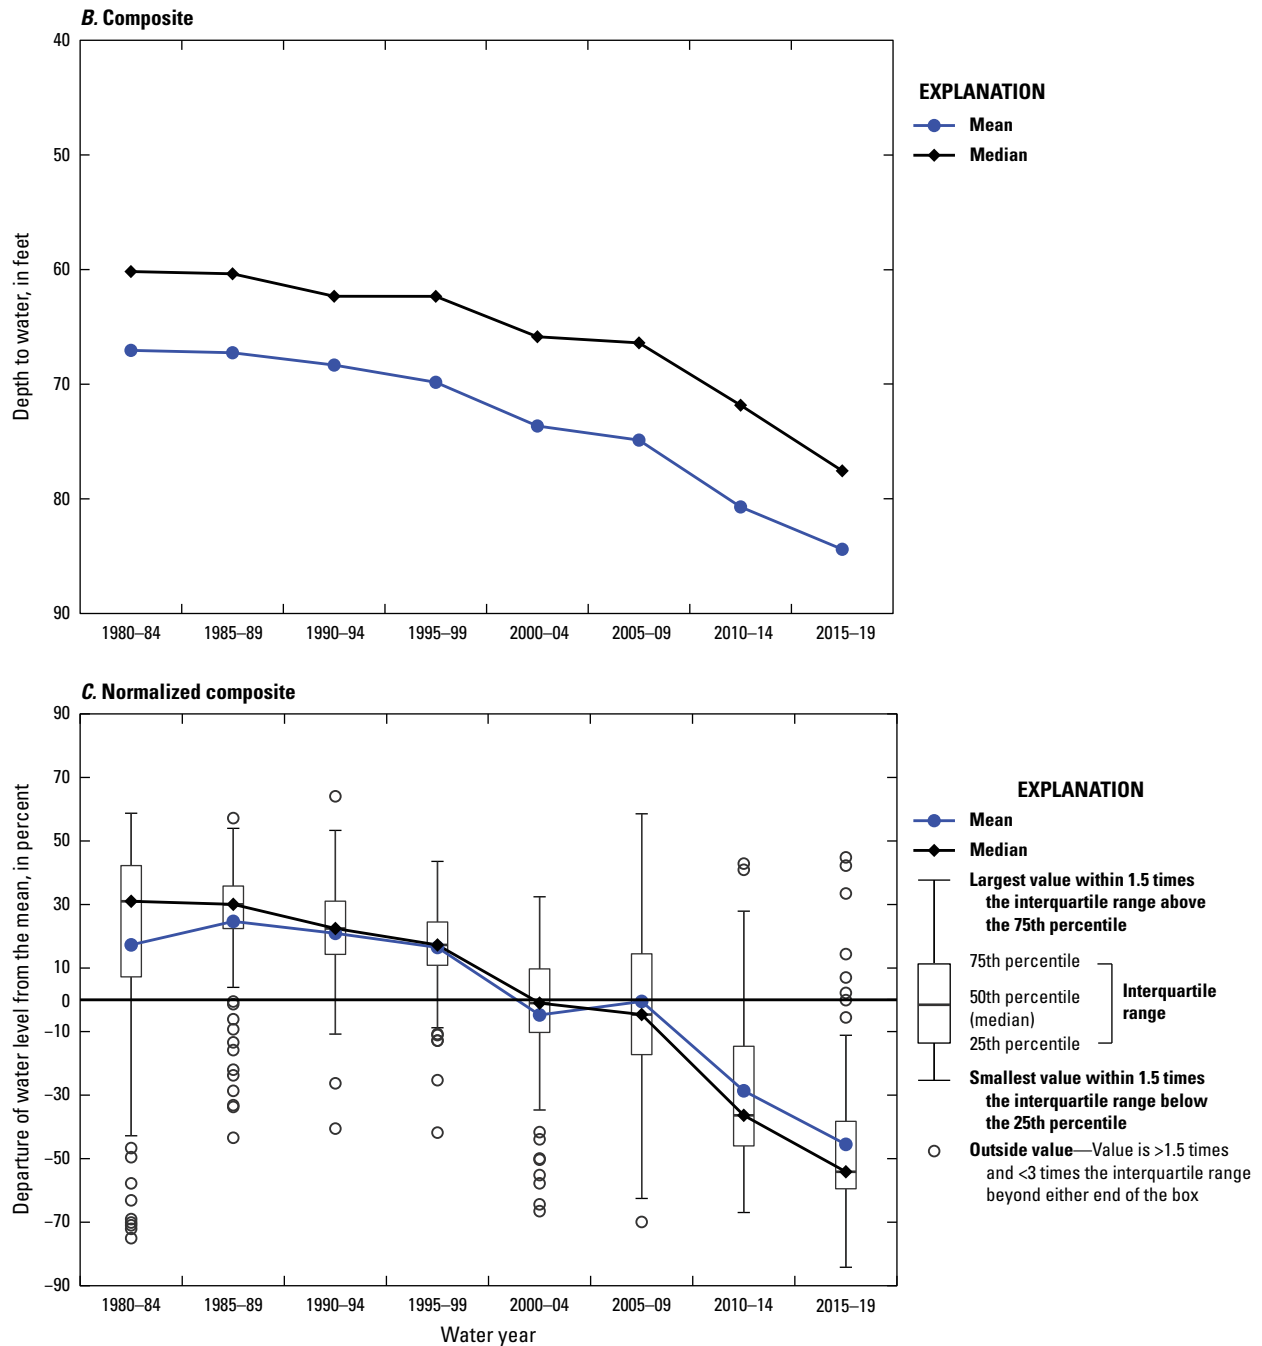 B. Composite
40
50
60
70
80
90
Depth to water, in feet
1980–84 1985–89 1990–94 1995–99 2000–04 2005–09 2010–14 2015–19
EXPLANATION
Mean
Median
C. Normalized composite
90
70
50
30
10
0
–10
–30
–50
–70
–90
Departure of water level from the mean, in percent
1980–84 1985–89 1990–94 1995–99 2000–04 2005–09 2010–14 2015–19
Water year
EXPLANATION
Mean
Median
Largest value within 1.5 times
the interquartile range above
the 75th percentile
75th percentile
50th percentile
(median)
25th percentile
Interquartile
range
Smallest value within 1.5 times
the interquartile range below
the 25th percentile
Outside value—Value is >1.5 times
and <3 times the interquartile range
beyond either end of the box